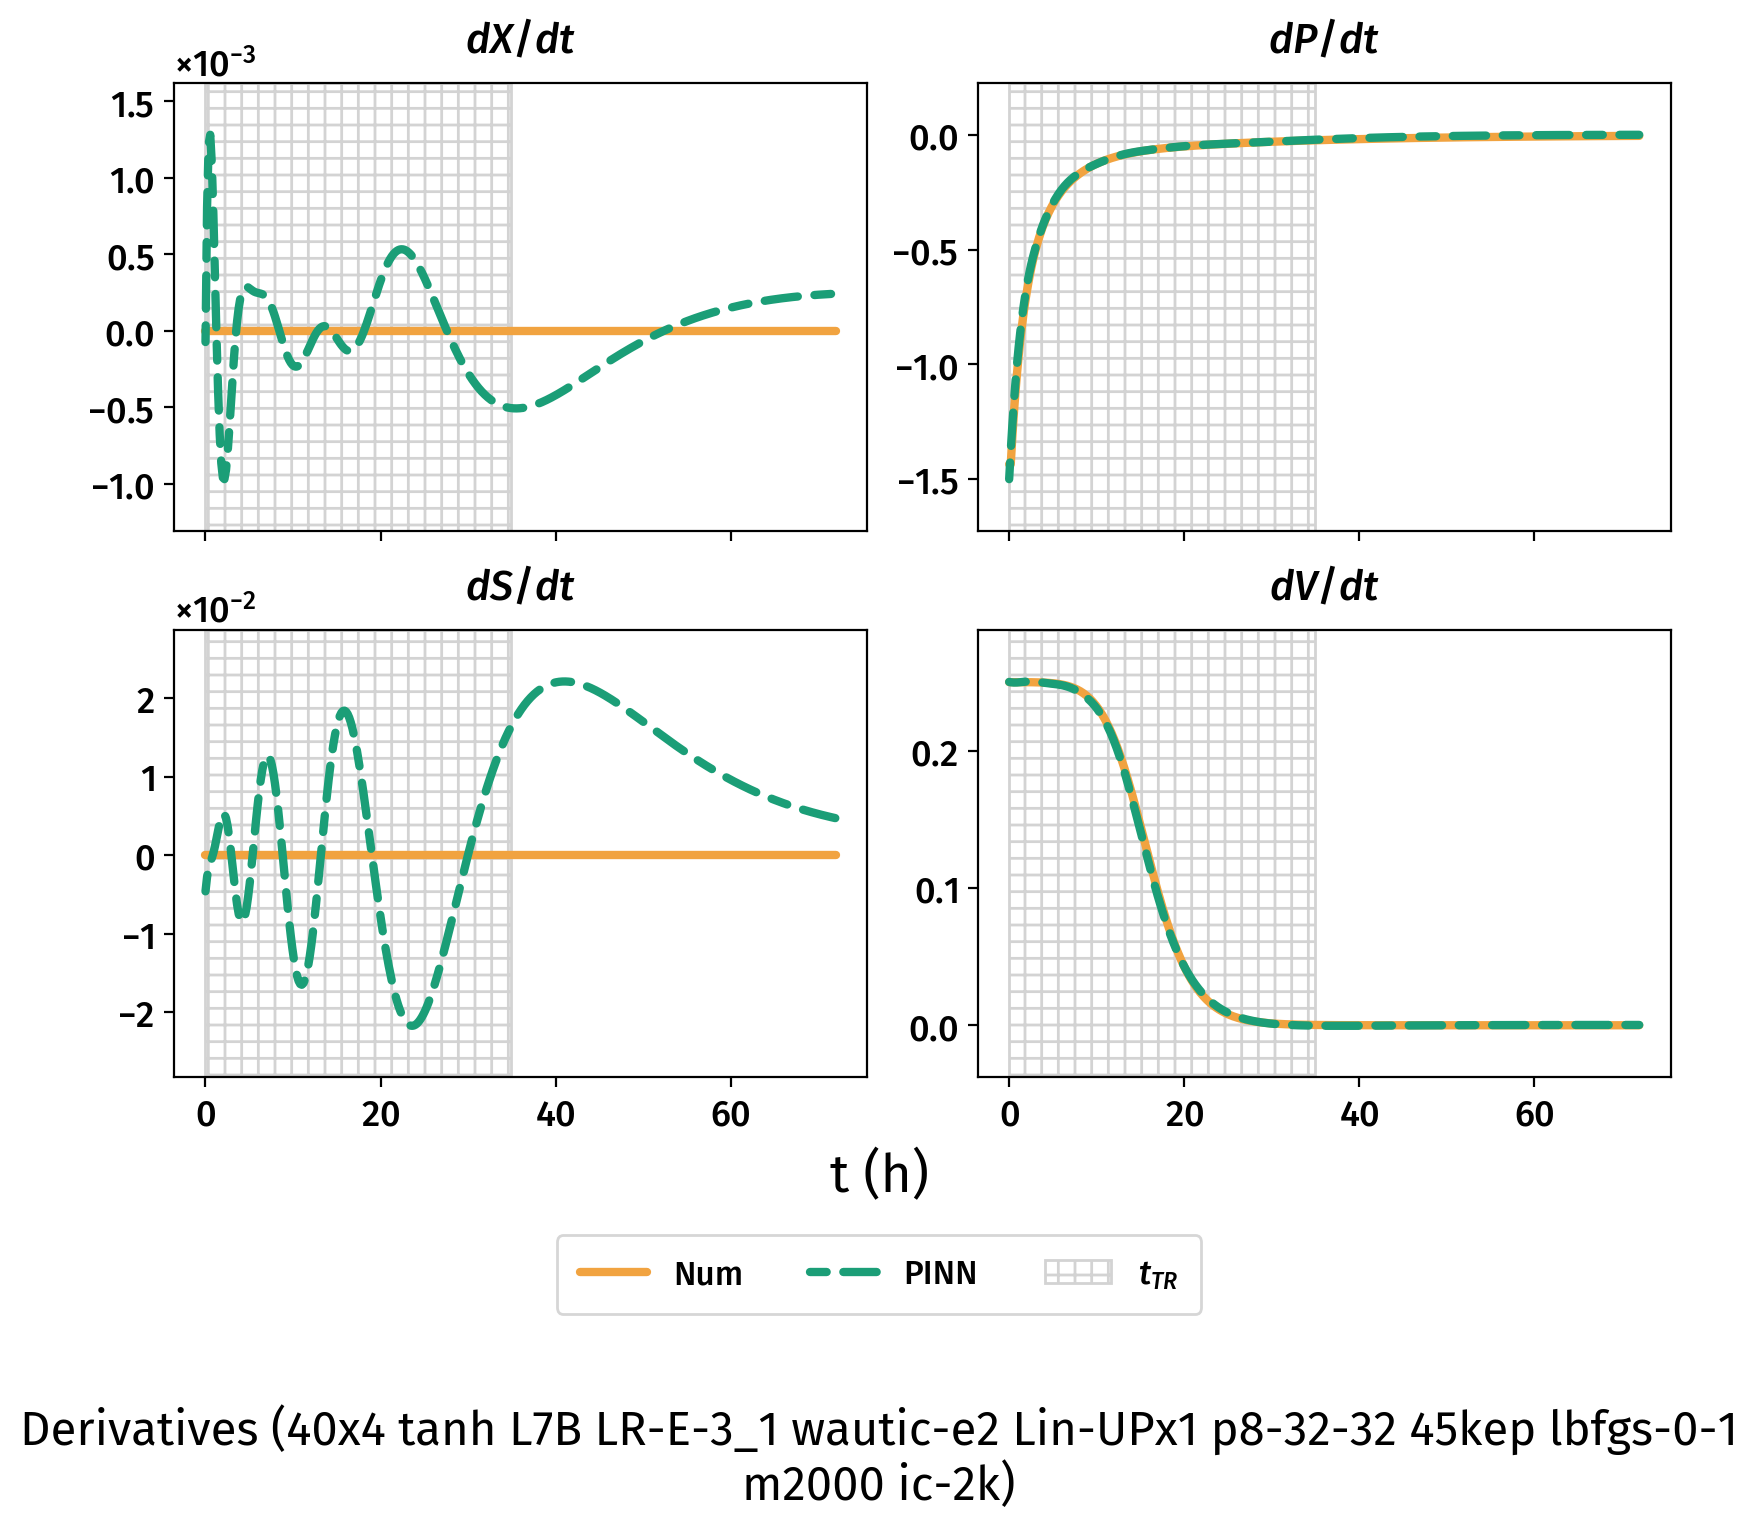 dX/dt
×10⁻³
1.5
1.0
0.5
0.0
−0.5
−1.0
dP/dt
0.0
−0.5
−1.0
−1.5
dS/dt
×10⁻²
2
1
0
−1
−2
0 20 40 60
dV/dt
0.2
0.1
0.0
0 20 40 60
t (h)
Num PINN t_TR
Derivatives (40x4 tanh L7B LR-E-3_1 wautic-e2 Lin-UPx1 p8-32-32 45kep lbfgs-0-1
m2000 ic-2k)